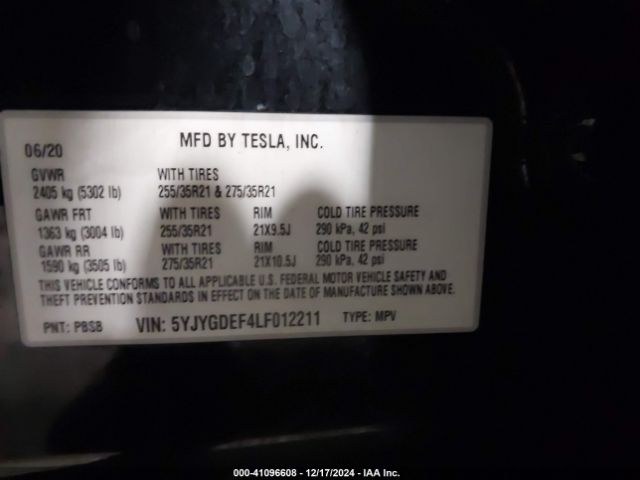 06/20 MFD BY TESLA, INC.
GVWR WITH TIRES
2405 kg (5302 lb) 255/35R21 & 275/35R21
GAWR FRT WITH TIRES RIM COLD TIRE PRESSURE
1363 kg (3004 lb) 255/35R21 21X9.5J 290 kPa, 42 psi
GAWR RR WITH TIRES RIM COLD TIRE PRESSURE
1590 kg (3505 lb) 275/35R21 21X10.5J 290 kPa, 42 psi
THIS VEHICLE CONFORMS TO ALL APPLICABLE U.S. FEDERAL MOTOR VEHICLE SAFETY AND
THEFT PREVENTION STANDARDS IN EFFECT ON THE DATE OF MANUFACTURE SHOWN ABOVE.
PNT: PBSB VIN: 5YJYGDEF4LF012211 TYPE: MPV
000-41096608 - 12/17/2024 - IAA Inc.